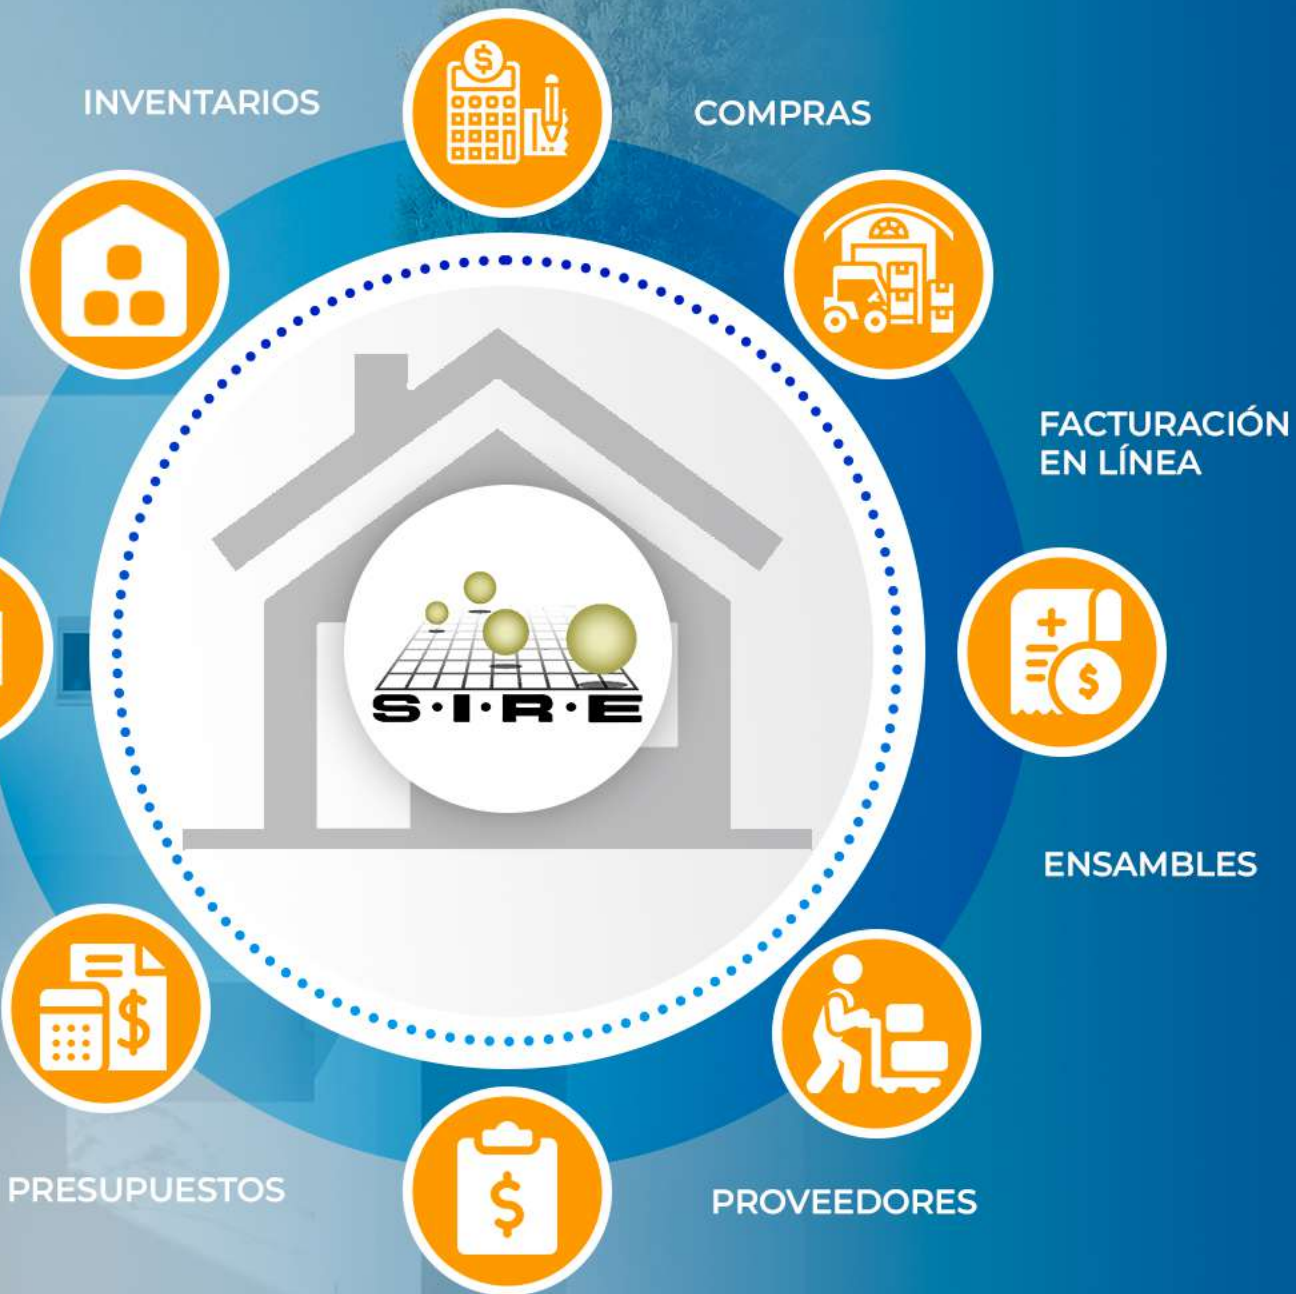 INVENTARIOS
COMPRAS
FACTURACIÓN
EN LÍNEA
S·I·R·E
ENSAMBLES
PRESUPUESTOS
PROVEEDORES